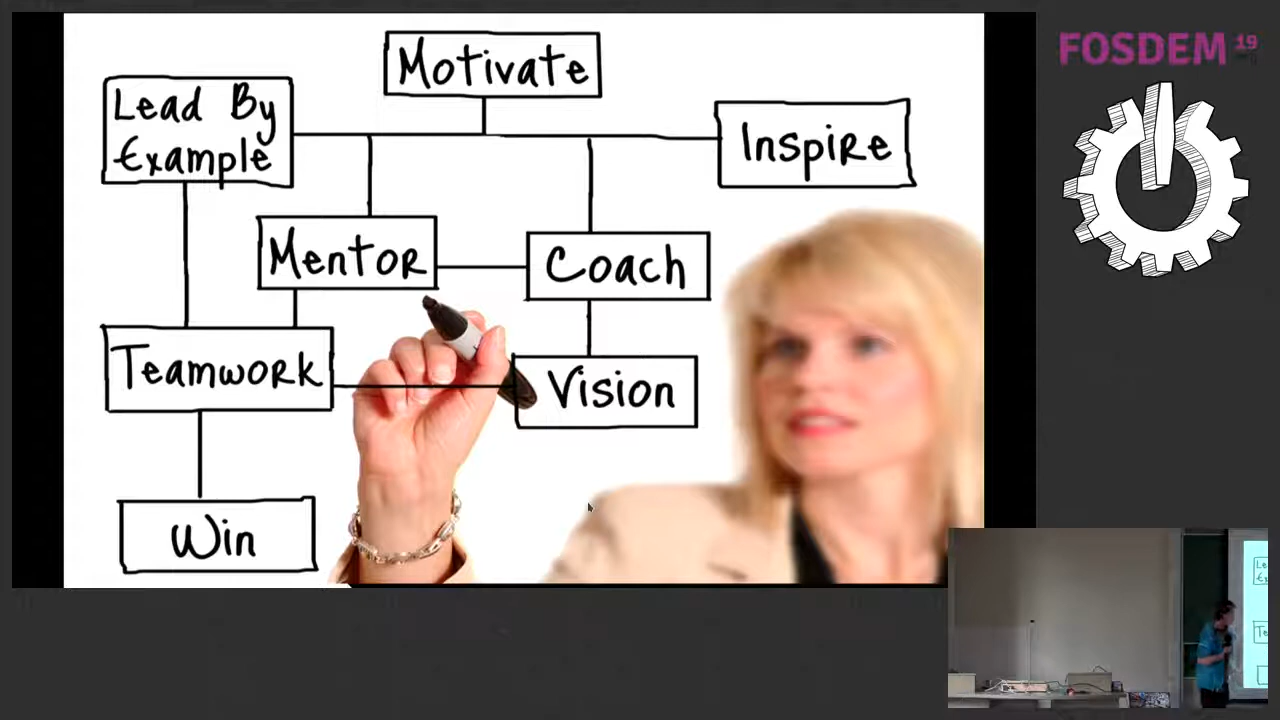 Motivate
Lead By
Example
Inspire
Mentor
Coach
Teamwork
Vision
Win
FOSDEM 19